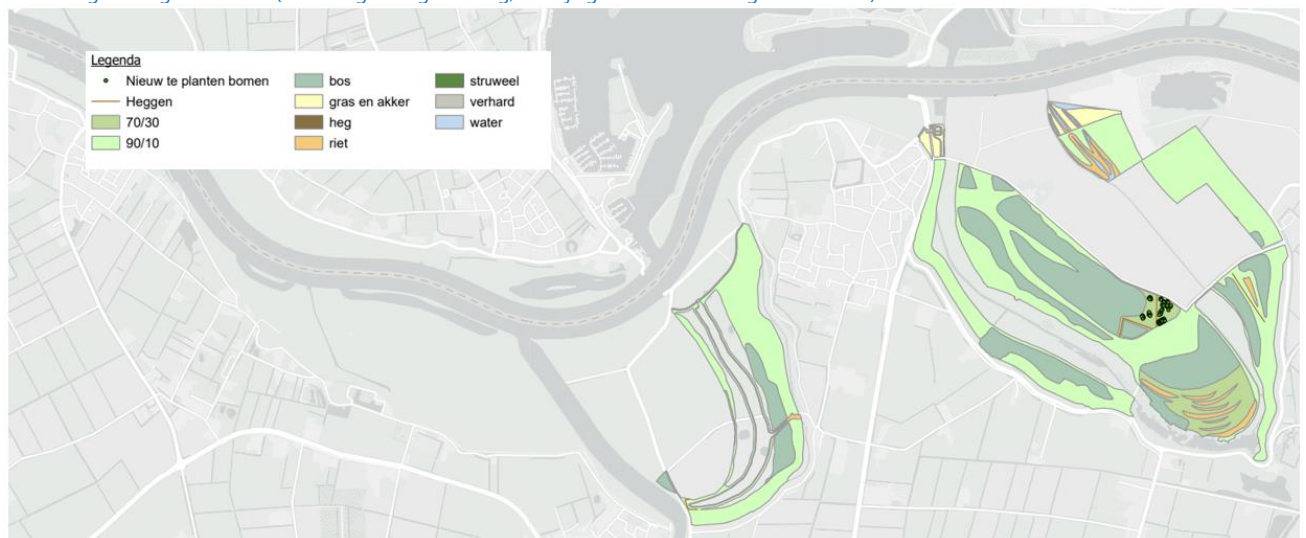 Legenda
Nieuw te planten bomen
Heggen
70/30
90/10
bos
gras en akker
heg
riet
struweel
verhard
water